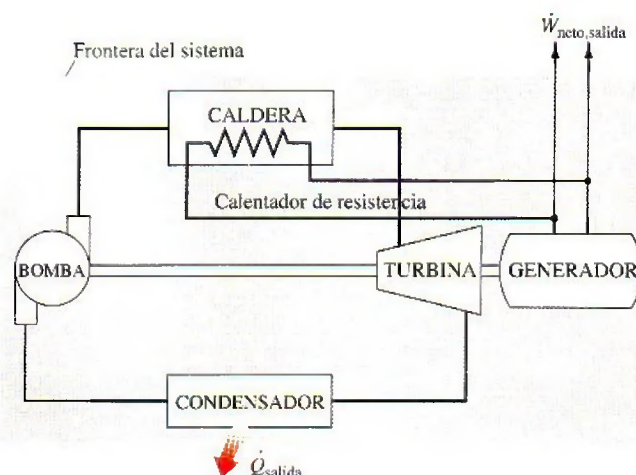 Ẇneto,salida
Frontera del sistema
CALDERA
Calentador de resistencia
BOMBA
TURBINA
GENERADOR
CONDENSADOR
Q̇salida